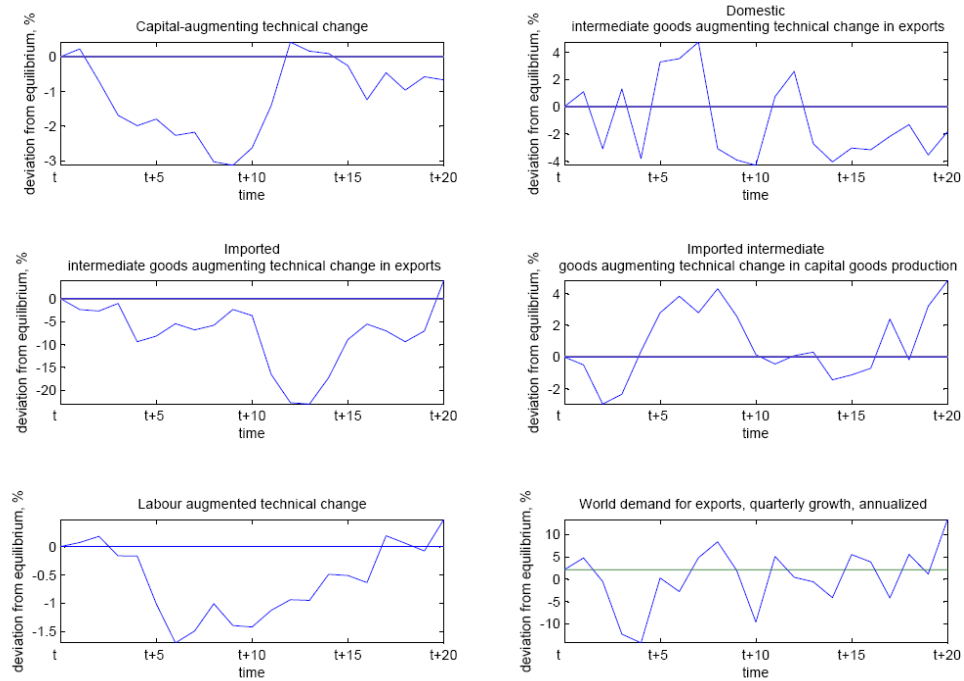 Capital-augmenting technical change
deviation from equilibrium, %
0
-1
-2
-3
t
t+5
t+10
t+15
t+20
time
Domestic
intermediate goods augmenting technical change in exports
deviation from equilibrium, %
4
2
0
-2
-4
t
t+5
t+10
t+15
t+20
time
Imported
intermediate goods augmenting technical change in exports
deviation from equilibrium, %
0
-5
-10
-15
-20
t
t+5
t+10
t+15
t+20
time
Imported intermediate
goods augmenting technical change in capital goods production
deviation from equilibrium, %
4
2
0
-2
t
t+5
t+10
t+15
t+20
time
Labour augmented technical change
deviation from equilibrium, %
0
-0.5
-1
-1.5
t
t+5
t+10
t+15
t+20
time
World demand for exports, quarterly growth, annualized
deviation from equilibrium, %
10
5
0
-5
-10
t
t+5
t+10
t+15
t+20
time